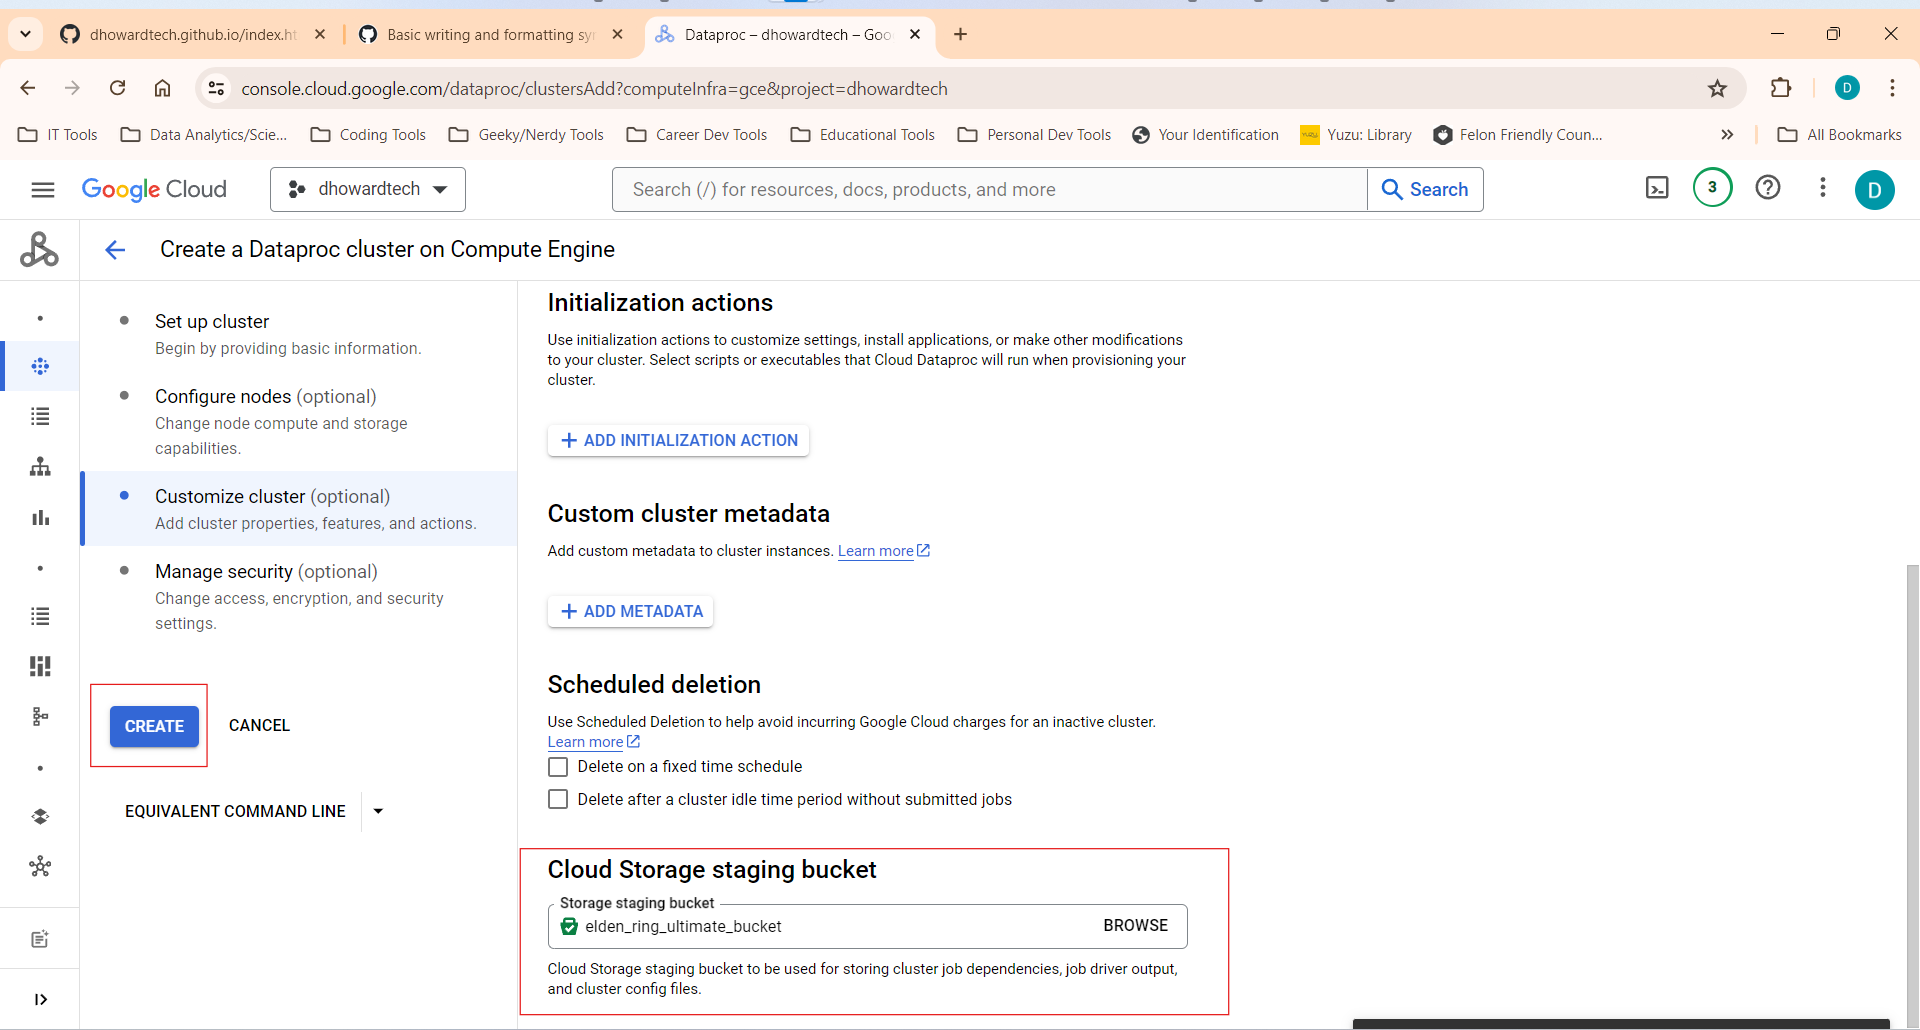 dhowardtech.github.io/index.ht
Basic writing and formatting sy
Dataproc – dhowardtech – Goo
console.cloud.google.com/dataproc/clustersAdd?computeInfra=gce&project=dhowardtech
D
IT Tools
Data Analytics/Scie...
Coding Tools
Geeky/Nerdy Tools
Career Dev Tools
Educational Tools
Personal Dev Tools
Your Identification
Yuzu: Library
Felon Friendly Coun...
All Bookmarks
Google Cloud
dhowardtech
Search (/) for resources, docs, products, and more
Search
3
D
Create a Dataproc cluster on Compute Engine
Set up cluster
Begin by providing basic information.
Configure nodes (optional)
Change node compute and storage
capabilities.
Customize cluster (optional)
Add cluster properties, features, and actions.
Manage security (optional)
Change access, encryption, and security
settings.
CREATE
CANCEL
EQUIVALENT COMMAND LINE
Initialization actions
Use initialization actions to customize settings, install applications, or make other modifications
to your cluster. Select scripts or executables that Cloud Dataproc will run when provisioning your
cluster.
ADD INITIALIZATION ACTION
Custom cluster metadata
Add custom metadata to cluster instances. Learn more
ADD METADATA
Scheduled deletion
Use Scheduled Deletion to help avoid incurring Google Cloud charges for an inactive cluster.
Learn more
Delete on a fixed time schedule
Delete after a cluster idle time period without submitted jobs
Cloud Storage staging bucket
Storage staging bucket
elden_ring_ultimate_bucket
BROWSE
Cloud Storage staging bucket to be used for storing cluster job dependencies, job driver output,
and cluster config files.